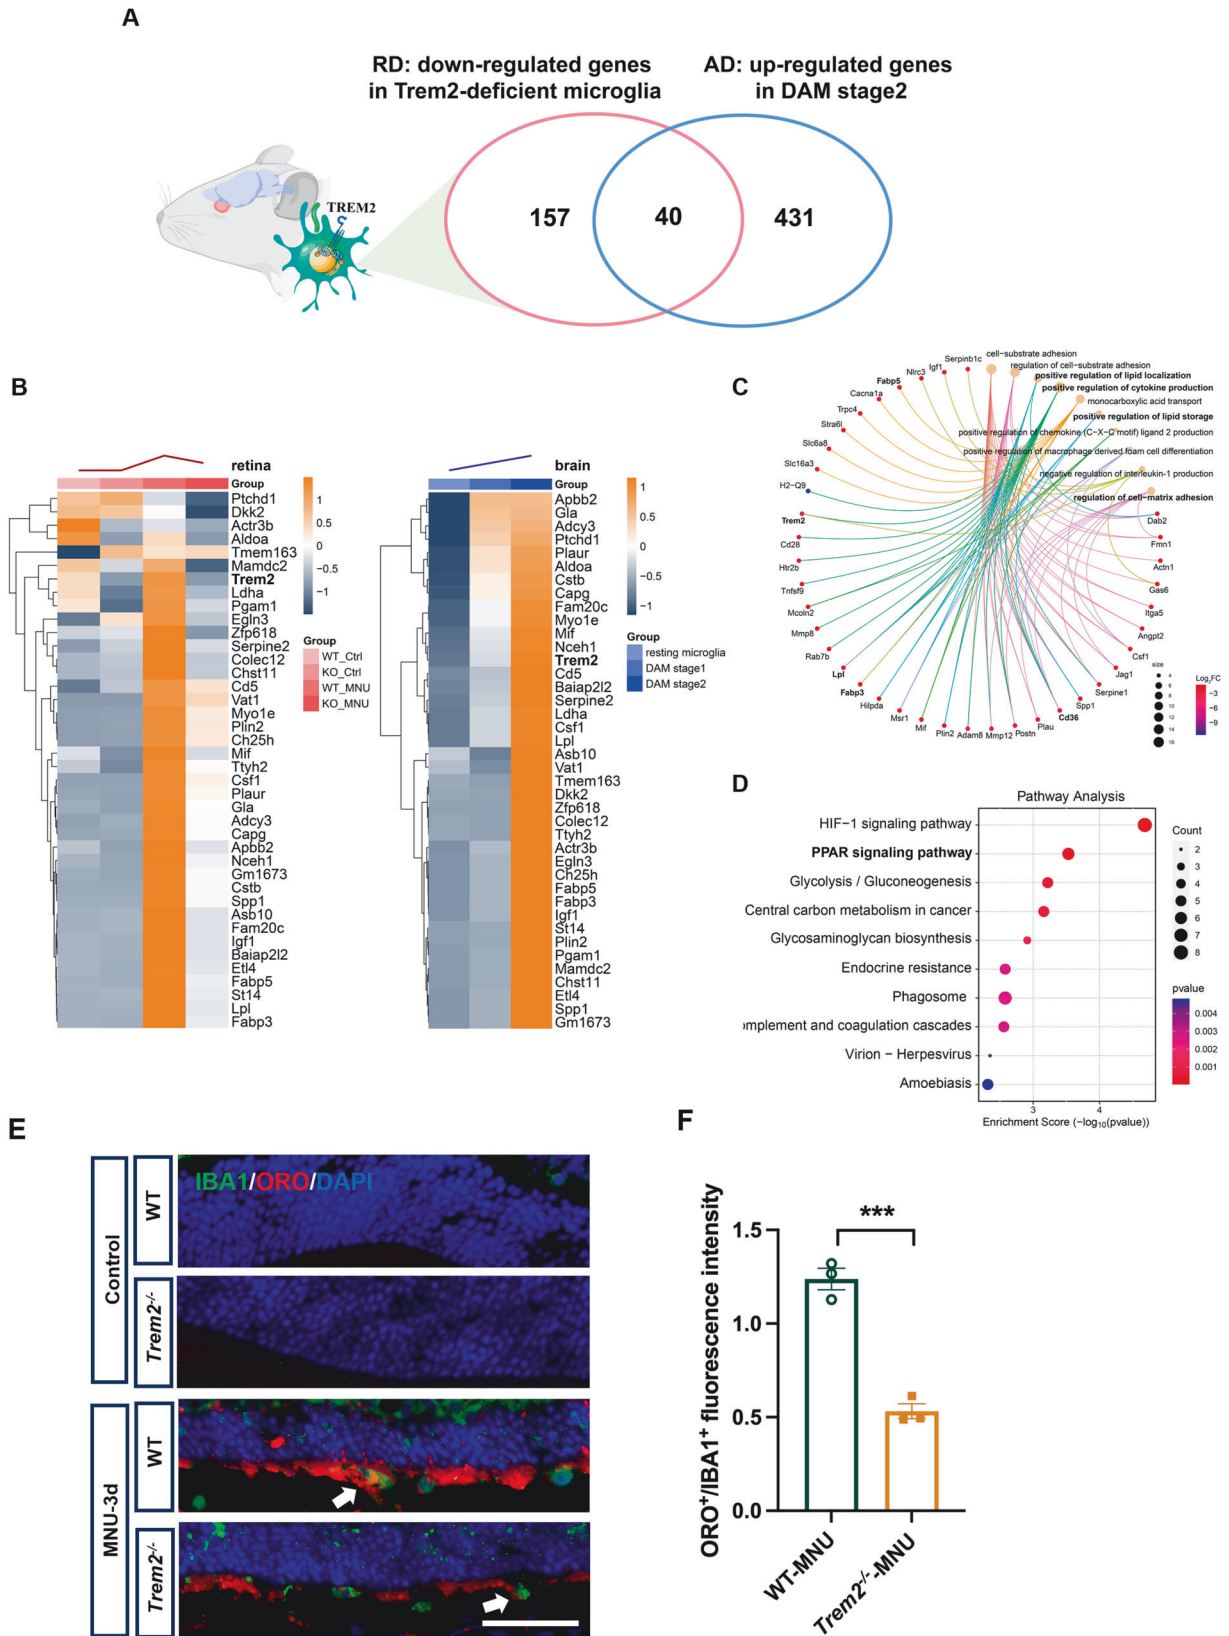 A
RD: down-regulated genes
in Trem2-deficient microglia
AD: up-regulated genes
in DAM stage2
TREM2
157
40
431
B
retina
Group
Ptchd1
Dkk2
Actr3b
Aldoa
Tmem163
Mamdc2
Trem2
Ldha
Pgam1
Egln3
Zfp618
Serpine2
Colec12
Chst11
Cd5
Vat1
Myo1e
Plin2
Ch25h
Mif
Ttyh2
Csf1
Plaur
Gla
Adcy3
Capg
Apbb2
Nceh1
Gm1673
Cstb
Spp1
Asb10
Fam20c
Igf1
Baiap2l2
Etl4
Fabp5
St14
Lpl
Fabp3
1
0.5
0
−0.5
−1
Group
WT_Ctrl
KO_Ctrl
WT_MNU
KO_MNU
brain
Group
Apbb2
Gla
Adcy3
Ptchd1
Plaur
Aldoa
Cstb
Capg
Fam20c
Myo1e
Mif
Nceh1
Trem2
Cd5
Baiap2l2
Serpine2
Ldha
Csf1
Lpl
Asb10
Vat1
Tmem163
Dkk2
Zfp618
Colec12
Ttyh2
Actr3b
Egln3
Ch25h
Fabp5
Fabp3
Igf1
St14
Plin2
Pgam1
Mamdc2
Chst11
Etl4
Spp1
Gm1673
1
0.5
0
−0.5
−1
Group
resting microglia
DAM stage1
DAM stage2
C
cell−substrate adhesion
regulation of cell−substrate adhesion
positive regulation of lipid localization
positive regulation of cytokine production
monocarboxylic acid transport
positive regulation of lipid storage
positive regulation of chemokine (C−X−C motif) ligand 2 production
positive regulation of macrophage derived foam cell differentiation
negative regulation of interleukin−1 production
regulation of cell−matrix adhesion
Serpinb1c
Igf1
Nlrc3
Fabp5
Cacna1a
Trpc4
Stra6l
Slc6a8
Slc16a3
H2−Q9
Trem2
Cd28
Htr2b
Tnfsf9
Mcoln2
Mmp8
Rab7b
Lpl
Fabp3
Hilpda
Msr1
Mif
Plin2
Adam8
Mmp12
Postn
Plau
Cd36
Spp1
Serpine1
Jag1
Csf1
Angpt2
Itga5
Gas6
Actn1
Fmn1
Dab2
size
4
6
8
10
12
14
16
Log2FC
−3
−6
−9
D
Pathway Analysis
HIF−1 signaling pathway
PPAR signaling pathway
Glycolysis / Gluconeogenesis
Central carbon metabolism in cancer
Glycosaminoglycan biosynthesis
Endocrine resistance
Phagosome
omplement and coagulation cascades
Virion − Herpesvirus
Amoebiasis
3
4
Enrichment Score (−log10(pvalue))
Count
2
3
4
5
6
7
8
pvalue
0.004
0.003
0.002
0.001
E
Control
WT
Trem2-/-
MNU-3d
WT
Trem2-/-
IBA1/ORO/DAPI
F
ORO+/IBA1+ fluorescence intensity
1.5
1.0
0.5
0.0
***
WT-MNU
Trem2-/--MNU